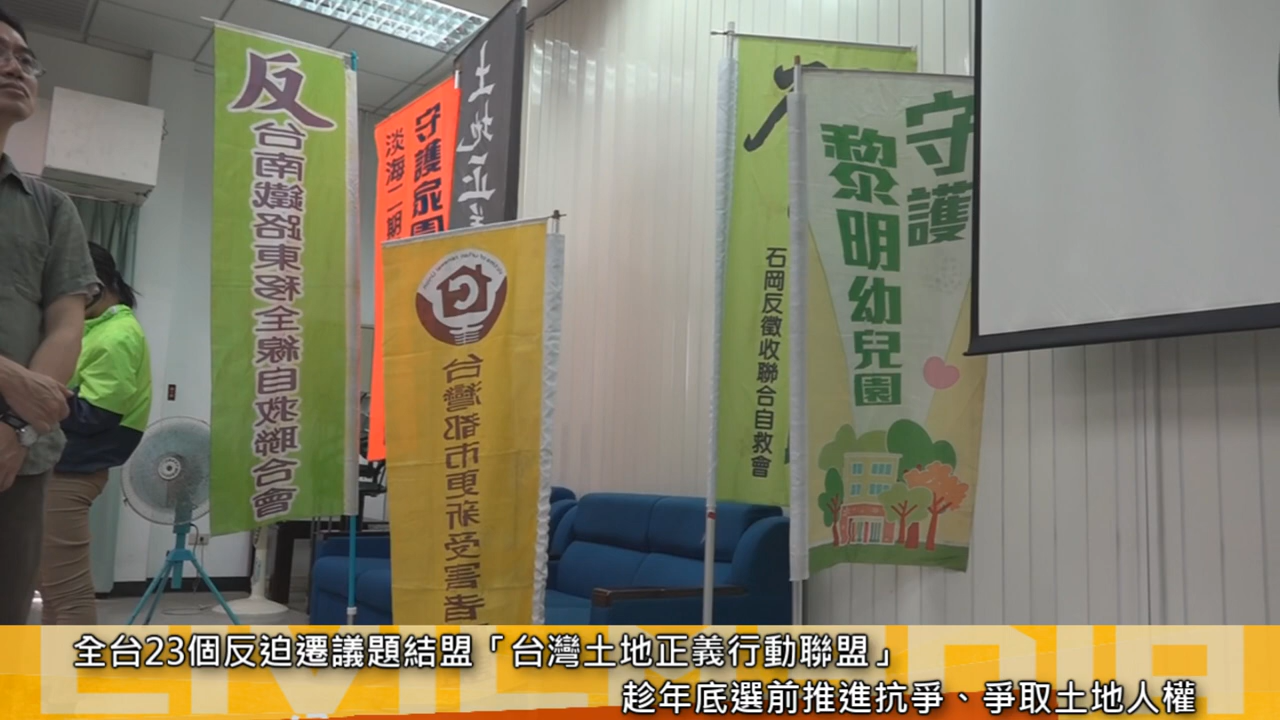 反
台南鐵路東移全線自救聯合會
守護家園
淡海二期
土地正義
台灣都市更新受害者
石岡反徵收聯合自救會
守護
黎明幼兒園
全台23個反迫遷議題結盟「台灣土地正義行動聯盟」
趁年底選前推進抗爭、爭取土地人權